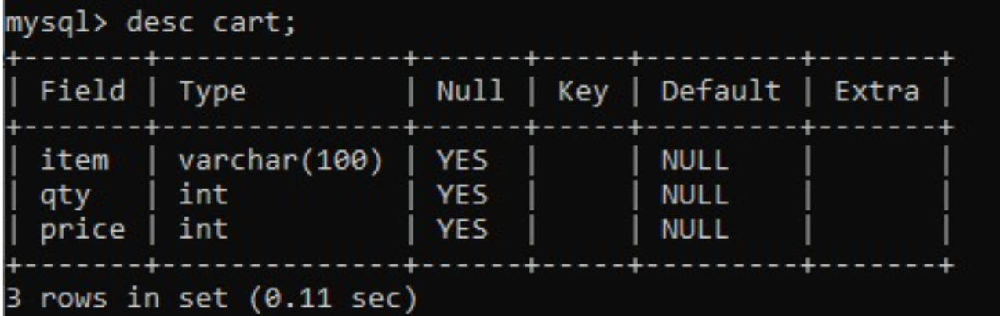 mysql> desc cart;
+-------+--------------+------+-----+---------+-------+
| Field | Type         | Null | Key | Default | Extra |
+-------+--------------+------+-----+---------+-------+
| item  | varchar(100) | YES  |     | NULL    |       |
| qty   | int          | YES  |     | NULL    |       |
| price | int          | YES  |     | NULL    |       |
+-------+--------------+------+-----+---------+-------+
3 rows in set (0.11 sec)